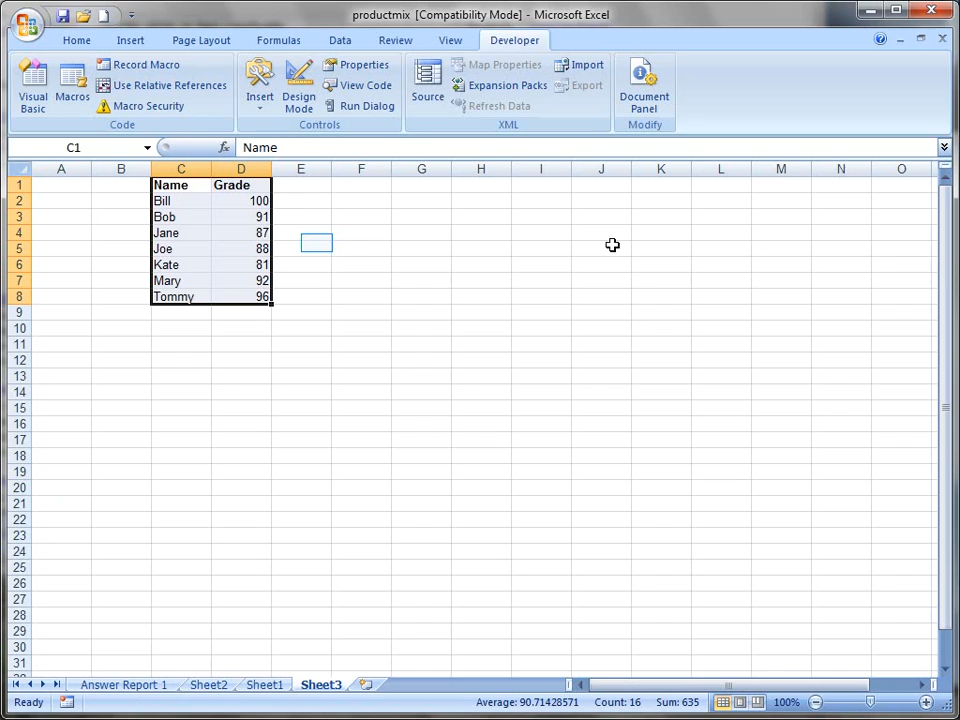 productmix [Compatibility Mode] - Microsoft Excel
Home Insert Page Layout Formulas Data Review View Developer
Visual Basic
Macros
Record Macro
Use Relative References
Macro Security
Code
Insert
Design Mode
Properties
View Code
Run Dialog
Controls
Source
Map Properties
Expansion Packs
Refresh Data
Import
Export
XML
Document Panel
Modify
C1 fx Name
A B C D E F G H I J K L M N O
1 Name Grade
2 Bill 100
3 Bob 91
4 Jane 87
5 Joe 88
6 Kate 81
7 Mary 92
8 Tommy 96
9
10
11
12
13
14
15
16
17
18
19
20
21
22
23
24
25
26
27
28
29
30
31
Answer Report 1 Sheet2 Sheet1 Sheet3
Ready Average: 90.71428571 Count: 16 Sum: 635 100%